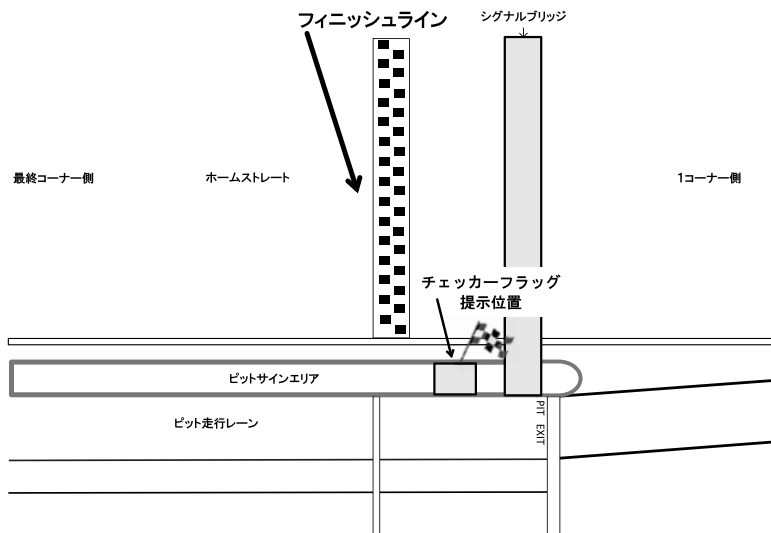 フィニッシュライン
シグナルブリッジ
最終コーナー側
ホームストレート
1コーナー側
チェッカーフラッグ
提示位置
ピットサインエリア
ピット走行レーン
PIT EXIT